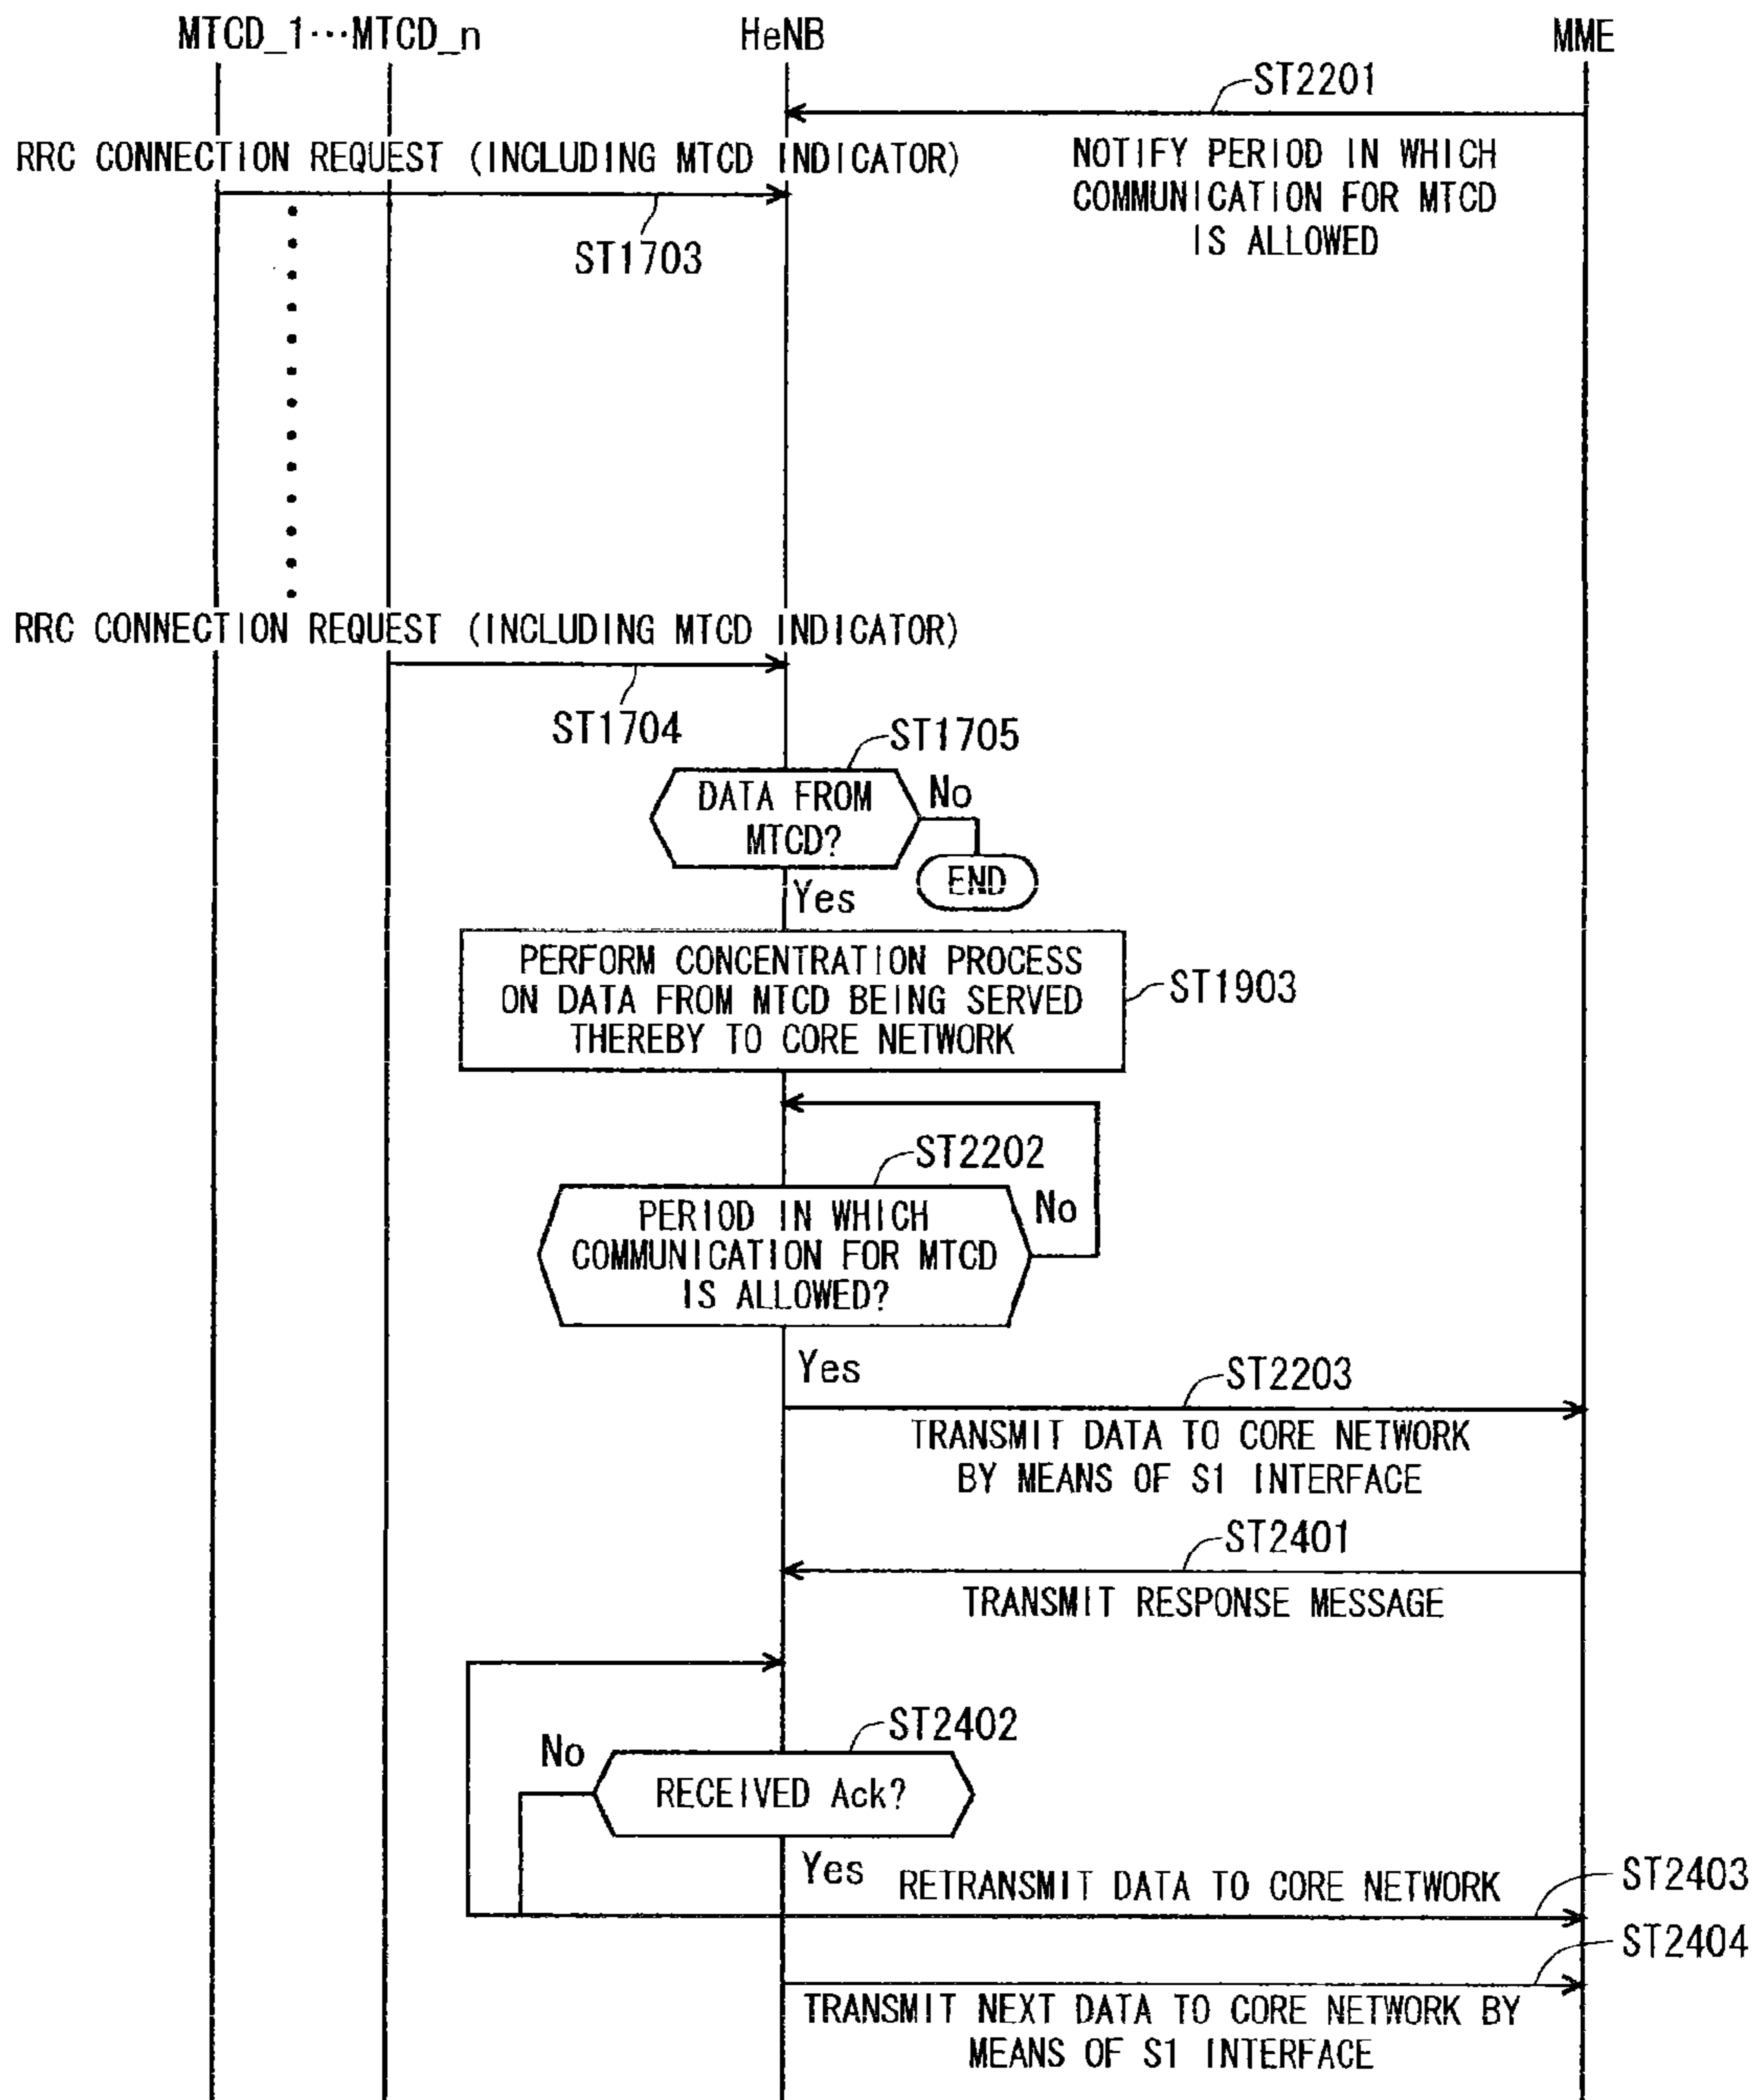 MTCD_1···MTCD_n
HeNB
MME
ST2201
RRC CONNECTION REQUEST (INCLUDING MTCD INDICATOR)
NOTIFY PERIOD IN WHICH
COMMUNICATION FOR MTCD
IS ALLOWED
ST1703
RRC CONNECTION REQUEST (INCLUDING MTCD INDICATOR)
ST1704
ST1705
DATA FROM
MTCD?
No
END
Yes
PERFORM CONCENTRATION PROCESS
ON DATA FROM MTCD BEING SERVED
THEREBY TO CORE NETWORK
ST1903
ST2202
PERIOD IN WHICH
COMMUNICATION FOR MTCD
IS ALLOWED?
No
Yes
ST2203
TRANSMIT DATA TO CORE NETWORK
BY MEANS OF S1 INTERFACE
ST2401
TRANSMIT RESPONSE MESSAGE
ST2402
No
RECEIVED Ack?
Yes
RETRANSMIT DATA TO CORE NETWORK
ST2403
ST2404
TRANSMIT NEXT DATA TO CORE NETWORK BY
MEANS OF S1 INTERFACE